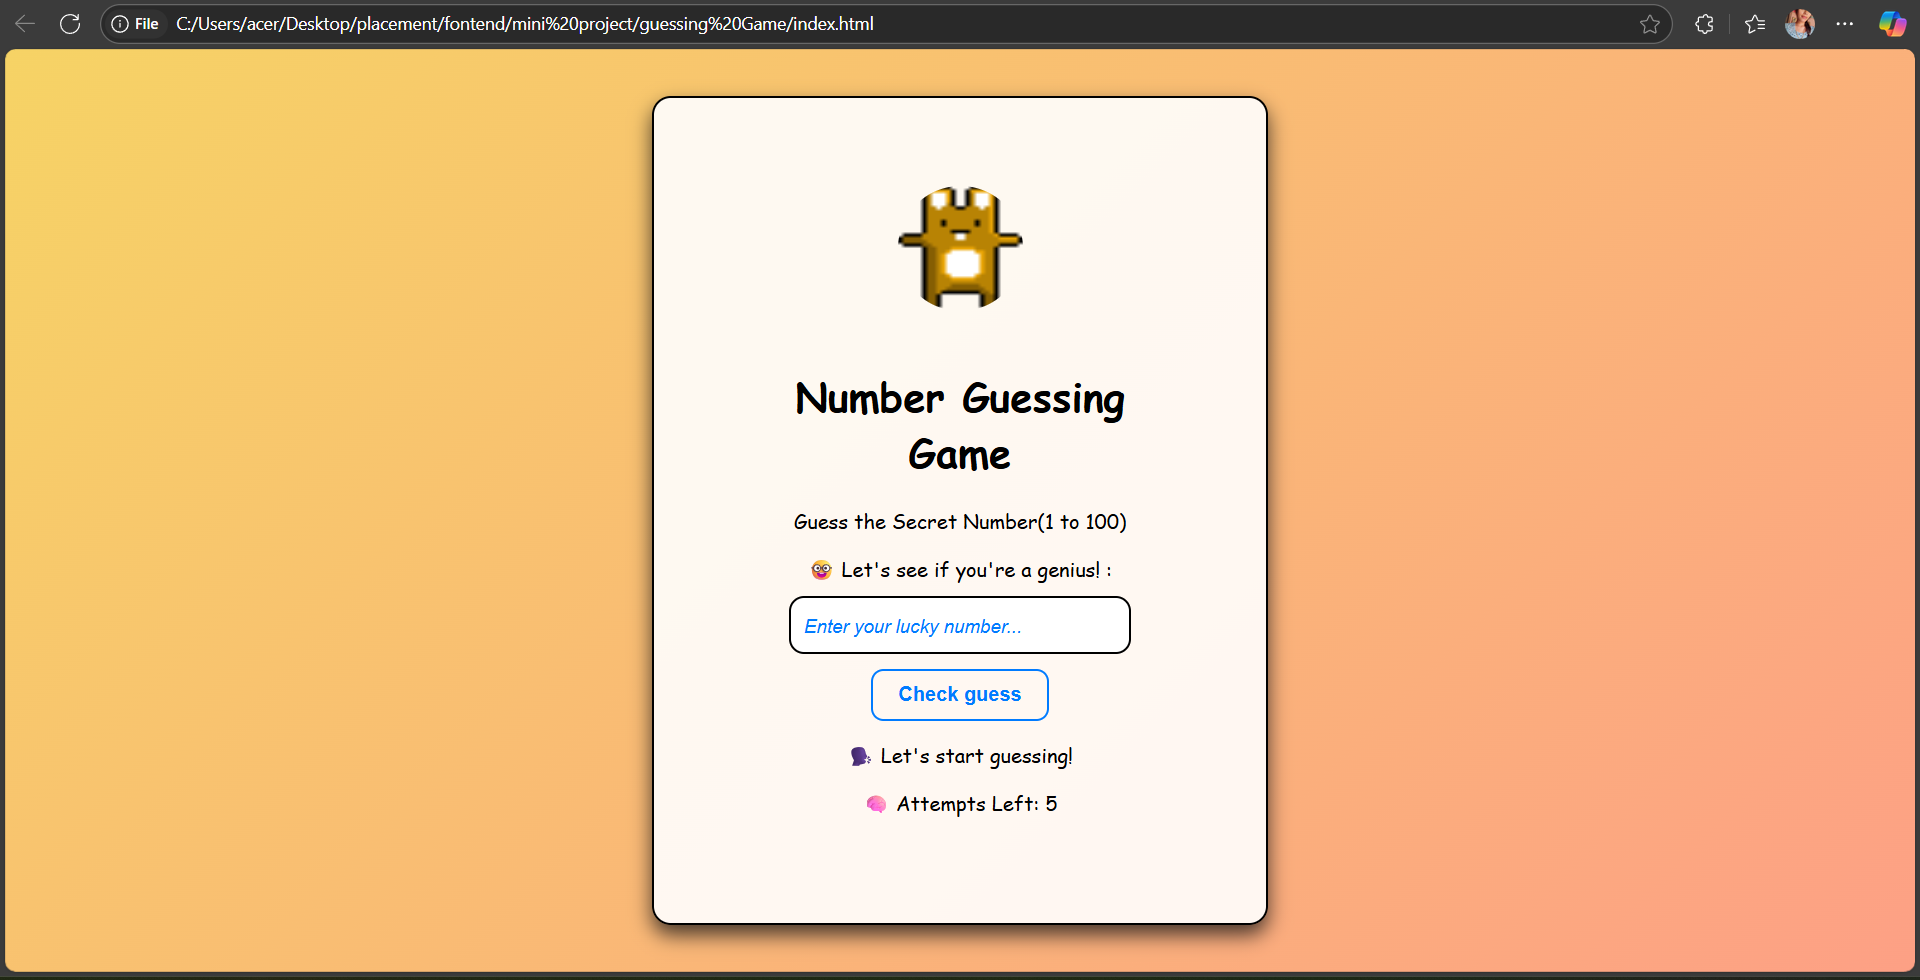 File C:/Users/acer/Desktop/placement/fontend/mini%20project/guessing%20Game/index.html
Number Guessing
Game
Guess the Secret Number(1 to 100)
🤓 Let's see if you're a genius! :
Enter your lucky number...
Check guess
🗣 Let's start guessing!
🧠 Attempts Left: 5